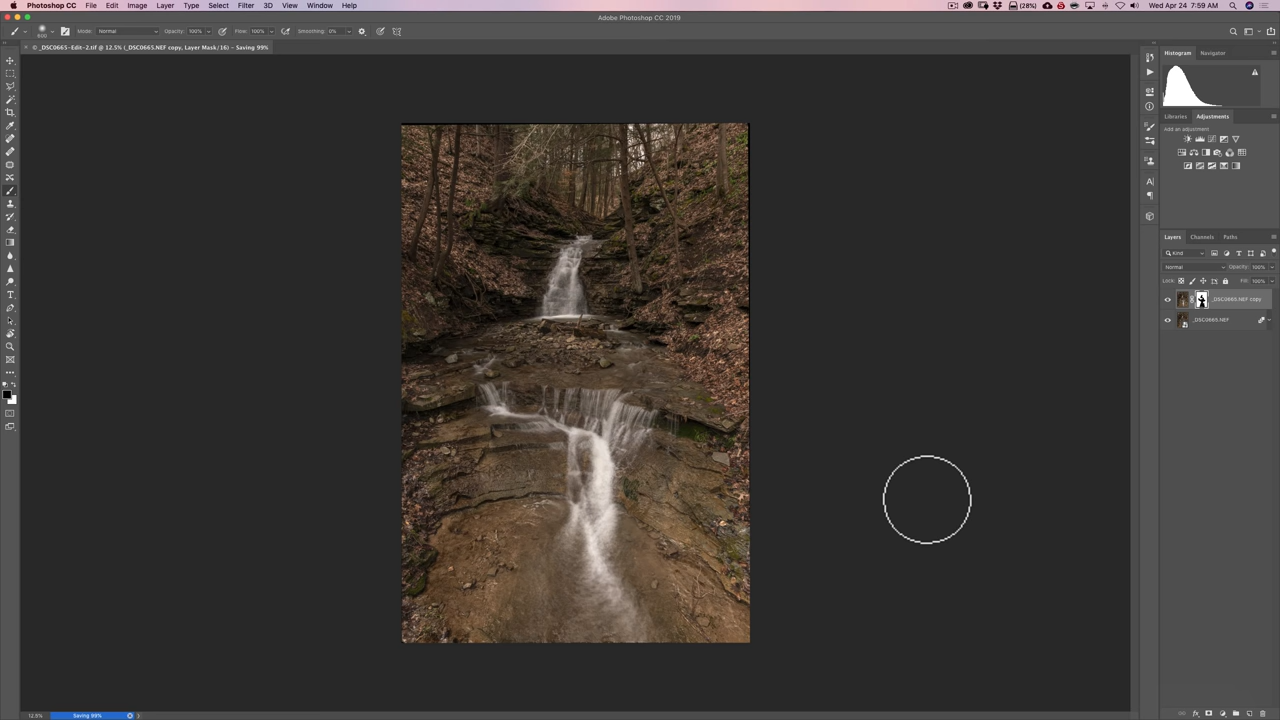 Photoshop CC File Edit Image Layer Type Select Filter 3D View Window Help (28%) Wed Apr 24 7:59 AM
Adobe Photoshop CC 2019
600 Mode: Normal Opacity: 100% Flow: 100% Smoothing: 0%
© _DSC0665-Edit-2.tif @ 12.5% (_DSC0665.NEF copy, Layer Mask/16) – Saving 99%
Histogram Navigator
Libraries Adjustments
Add an adjustment
Layers Channels Paths
Kind
Normal Opacity: 100%
Lock: Fill: 100%
_DSC0665.NEF copy
_DSC0665.NEF
12.5% Saving 99%